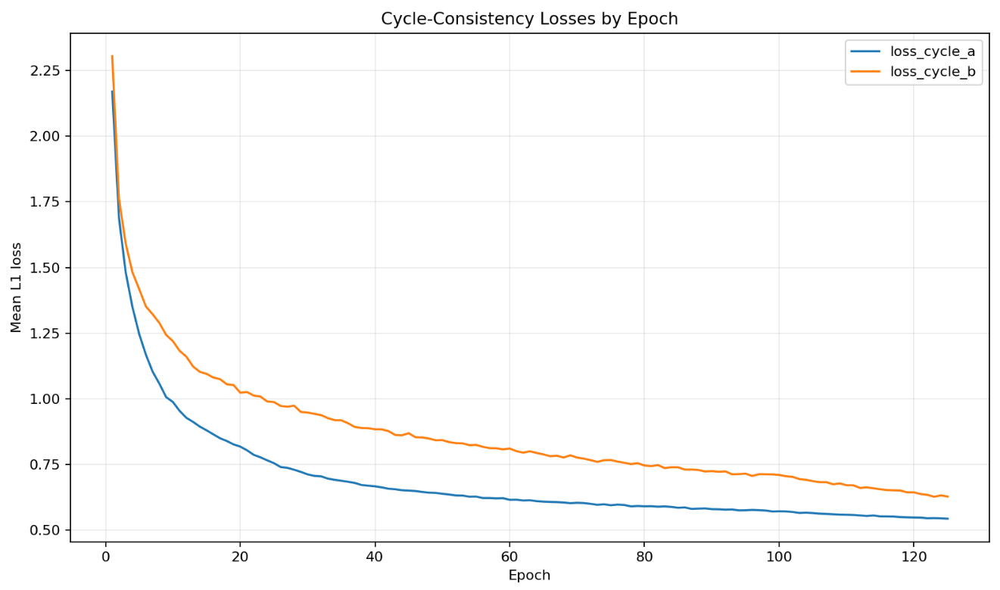 Cycle-Consistency Losses by Epoch
loss_cycle_a
loss_cycle_b
Mean L1 loss
2.25
2.00
1.75
1.50
1.25
1.00
0.75
0.50
0 20 40 60 80 100 120
Epoch